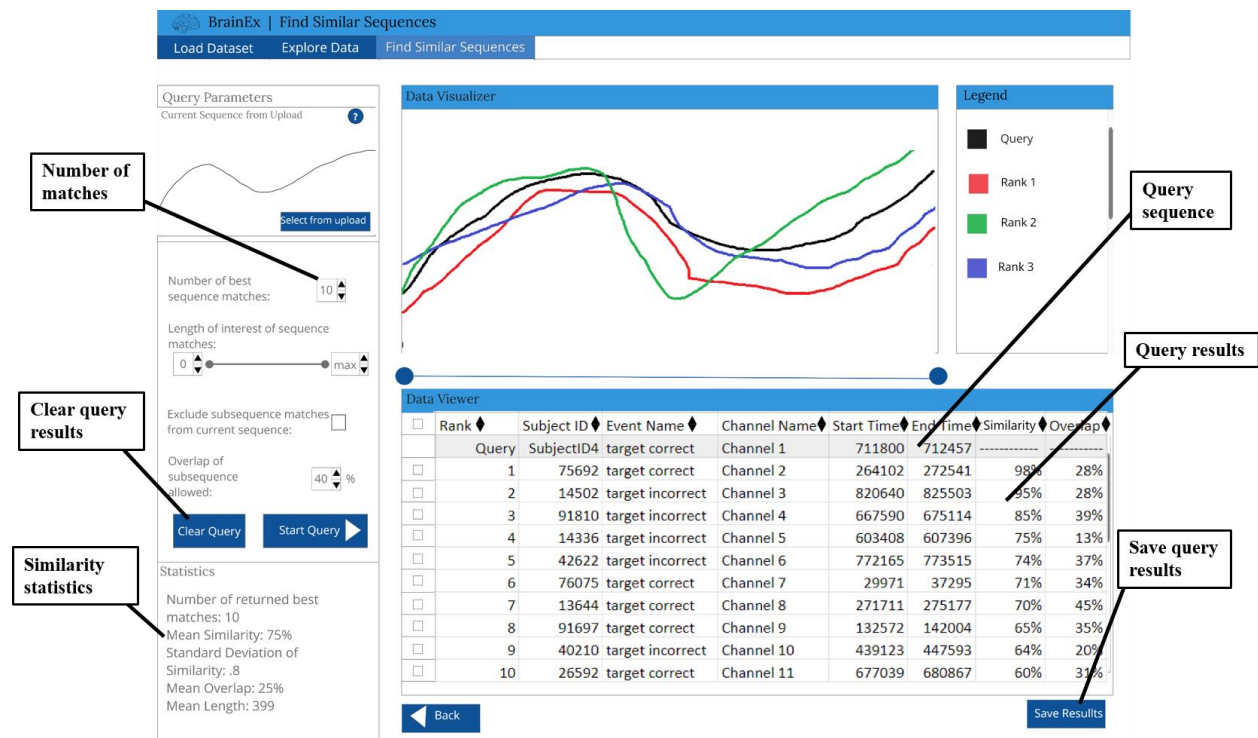 BrainEx | Find Similar Sequences
Load Dataset Explore Data Find Similar Sequences
Query Parameters
Current Sequence from Upload ?
Select from upload
Number of
matches
Number of best
sequence matches: 10
Length of interest of sequence
matches:
0 max
Exclude subsequence matches
from current sequence:
Overlap of
subsequence
allowed: 40 %
Clear query
results
Clear Query Start Query
Similarity
statistics
Statistics
Number of returned best
matches: 10
Mean Similarity: 75%
Standard Deviation of
Similarity: .8
Mean Overlap: 25%
Mean Length: 399
Data Visualizer
Legend
Query
Rank 1
Rank 2
Rank 3
Query
sequence
Query results
Data Viewer
Rank Subject ID Event Name Channel Name Start Time End Time Similarity Overlap
Query SubjectID4 target correct Channel 1 711800 712457 ------------ ------------
1 75692 target correct Channel 2 264102 272541 98% 28%
2 14502 target incorrect Channel 3 820640 825503 95% 28%
3 91810 target incorrect Channel 4 667590 675114 85% 39%
4 14336 target incorrect Channel 5 603408 607396 75% 13%
5 42622 target incorrect Channel 6 772165 773515 74% 37%
6 76075 target correct Channel 7 29971 37295 71% 34%
7 13644 target correct Channel 8 271711 275177 70% 45%
8 91697 target correct Channel 9 132572 142004 65% 35%
9 40210 target incorrect Channel 10 439123 447593 64% 20%
10 26592 target correct Channel 11 677039 680867 60% 31%
Save query
results
Back
Save Resullts